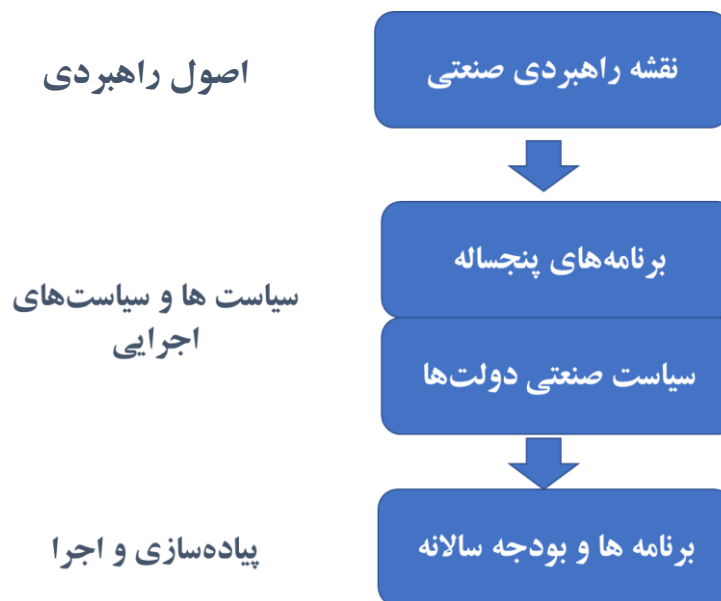 نقشه راهبردی صنعتی
اصول راهبردی
برنامه‌های پنجساله
سیاست ها و سیاست‌های
اجرایی
سیاست صنعتی دولت‌ها
برنامه ها و بودجه سالانه
پیاده‌سازی و اجرا